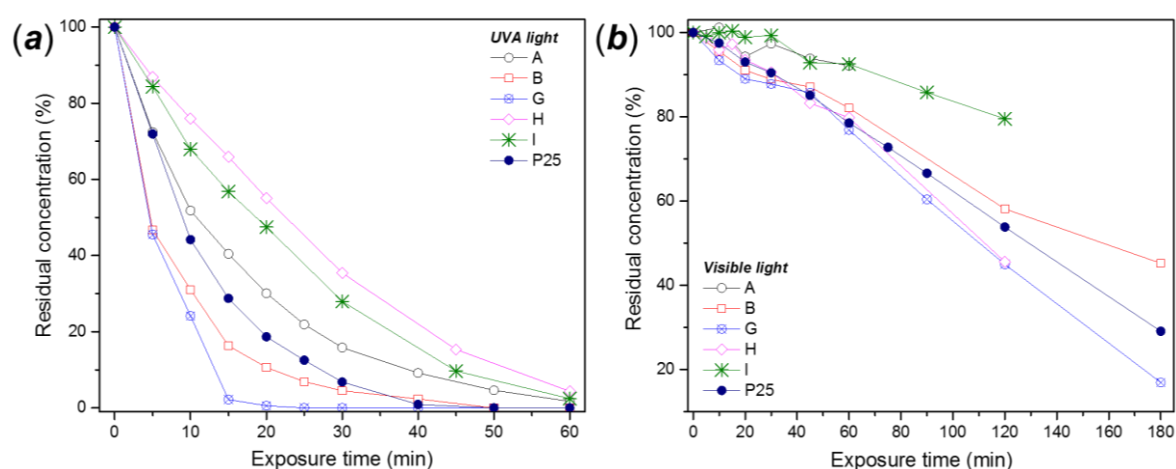 (a)
UVA light
A
B
G
H
I
P25
Residual concentration (%)
100
80
60
40
20
0
0 10 20 30 40 50 60
Exposure time (min)
(b)
Visible light
A
B
G
H
I
P25
Residual concentration (%)
100
80
60
40
20
0 20 40 60 80 100 120 140 160 180
Exposure time (min)